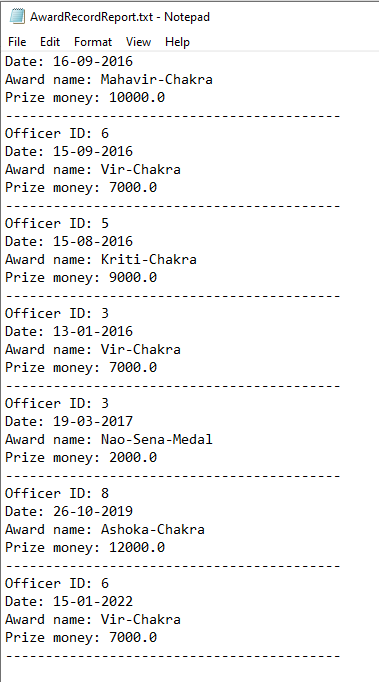 AwardRecordReport.txt - Notepad
File Edit Format View Help
Date: 16-09-2016
Award name: Mahavir-Chakra
Prize money: 10000.0
------------------------------------------
Officer ID: 6
Date: 15-09-2016
Award name: Vir-Chakra
Prize money: 7000.0
------------------------------------------
Officer ID: 5
Date: 15-08-2016
Award name: Kriti-Chakra
Prize money: 9000.0
------------------------------------------
Officer ID: 3
Date: 13-01-2016
Award name: Vir-Chakra
Prize money: 7000.0
------------------------------------------
Officer ID: 3
Date: 19-03-2017
Award name: Nao-Sena-Medal
Prize money: 2000.0
------------------------------------------
Officer ID: 8
Date: 26-10-2019
Award name: Ashoka-Chakra
Prize money: 12000.0
------------------------------------------
Officer ID: 6
Date: 15-01-2022
Award name: Vir-Chakra
Prize money: 7000.0
------------------------------------------